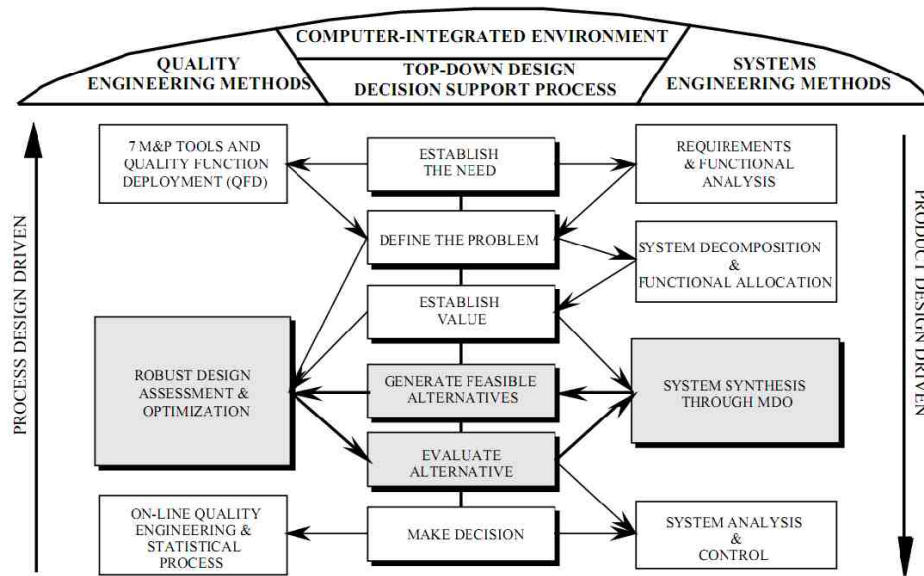 COMPUTER-INTEGRATED ENVIRONMENT
QUALITY
ENGINEERING METHODS
TOP-DOWN DESIGN
DECISION SUPPORT PROCESS
SYSTEMS
ENGINEERING METHODS
PROCESS DESIGN DRIVEN
7 M&P TOOLS AND
QUALITY FUNCTION
DEPLOYMENT (QFD)
ESTABLISH
THE NEED
REQUIREMENTS
& FUNCTIONAL
ANALYSIS
DEFINE THE PROBLEM
SYSTEM DECOMPOSITION
&
FUNCTIONAL ALLOCATION
ESTABLISH
VALUE
ROBUST DESIGN
ASSESSMENT &
OPTIMIZATION
GENERATE FEASIBLE
ALTERNATIVES
SYSTEM SYNTHESIS
THROUGH MDO
EVALUATE
ALTERNATIVE
ON-LINE QUALITY
ENGINEERING &
STATISTICAL
PROCESS
MAKE DECISION
SYSTEM ANALYSIS
&
CONTROL
PRODUCT DESIGN DRIVEN